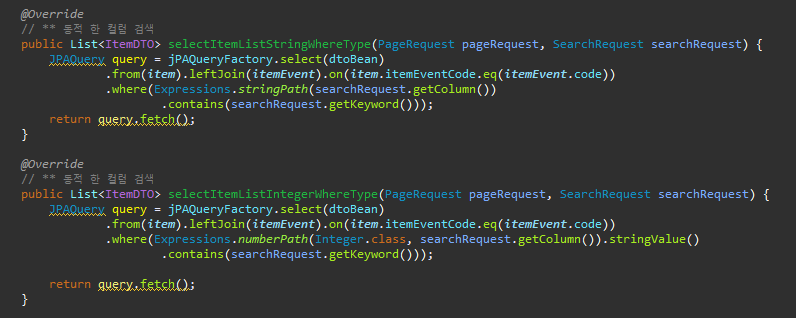 @Override
// ** 동적 한 컬럼 검색
public List<ItemDTO> selectItemListStringWhereType(PageRequest pageRequest, SearchRequest searchRequest) {
JPAQuery query = jPAQueryFactory.select(dtoBean)
.from(item).leftJoin(itemEvent).on(item.itemEventCode.eq(itemEvent.code))
.where(Expressions.stringPath(searchRequest.getColumn())
.contains(searchRequest.getKeyword()));
return query.fetch();
}
@Override
// ** 동적 한 컬럼 검색
public List<ItemDTO> selectItemListIntegerWhereType(PageRequest pageRequest, SearchRequest searchRequest) {
JPAQuery query = jPAQueryFactory.select(dtoBean)
.from(item).leftJoin(itemEvent).on(item.itemEventCode.eq(itemEvent.code))
.where(Expressions.numberPath(Integer.class, searchRequest.getColumn()).stringValue()
.contains(searchRequest.getKeyword()));
return query.fetch();
}